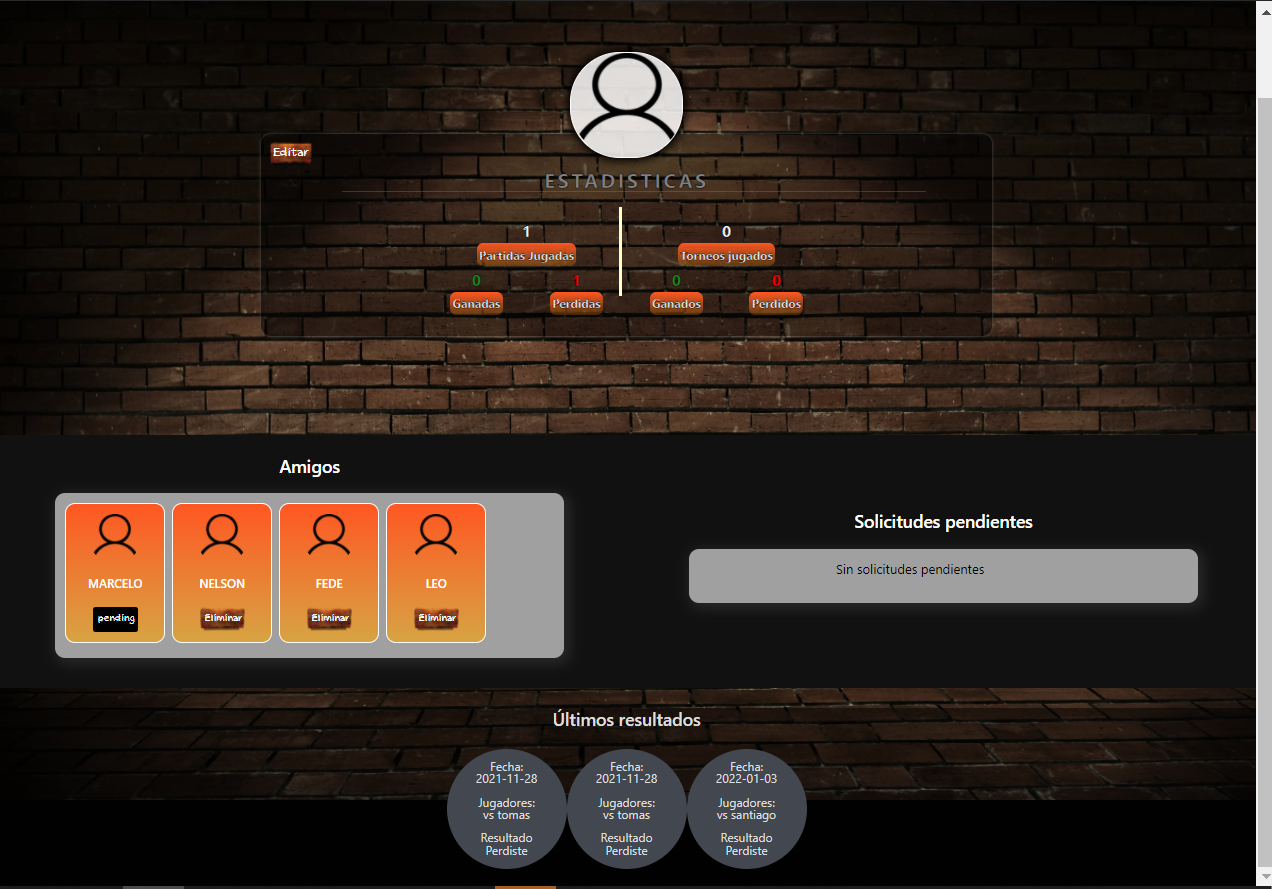 Editar
ESTADISTICAS
1
Partidas Jugadas
0
1
Ganadas
Perdidas
0
Torneos jugados
0
0
Ganados
Perdidos
Amigos
MARCELO
pending
NELSON
Eliminar
FEDE
Eliminar
LEO
Eliminar
Solicitudes pendientes
Sin solicitudes pendientes
Últimos resultados
Fecha:
2021-11-28
Jugadores:
vs tomas
Resultado
Perdiste
Fecha:
2021-11-28
Jugadores:
vs tomas
Resultado
Perdiste
Fecha:
2022-01-03
Jugadores:
vs santiago
Resultado
Perdiste